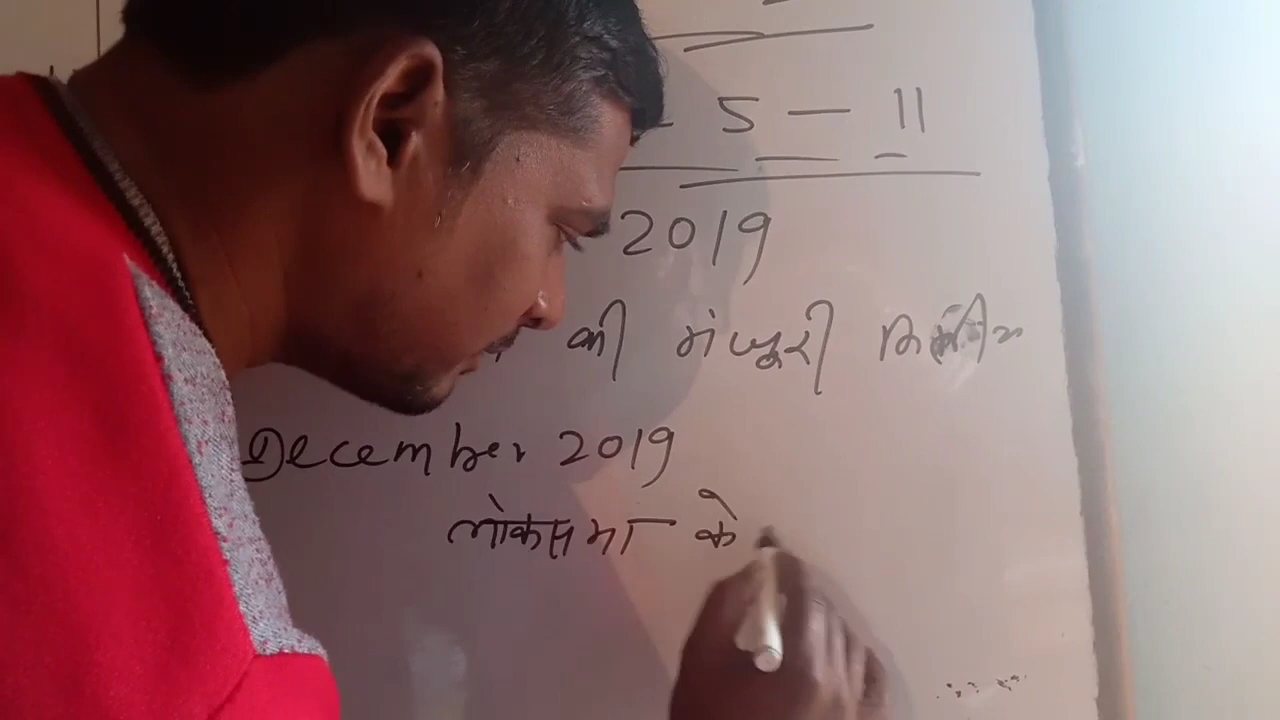 5 - 11
2019
की मंजूरी
December 2019
लोकसभा के